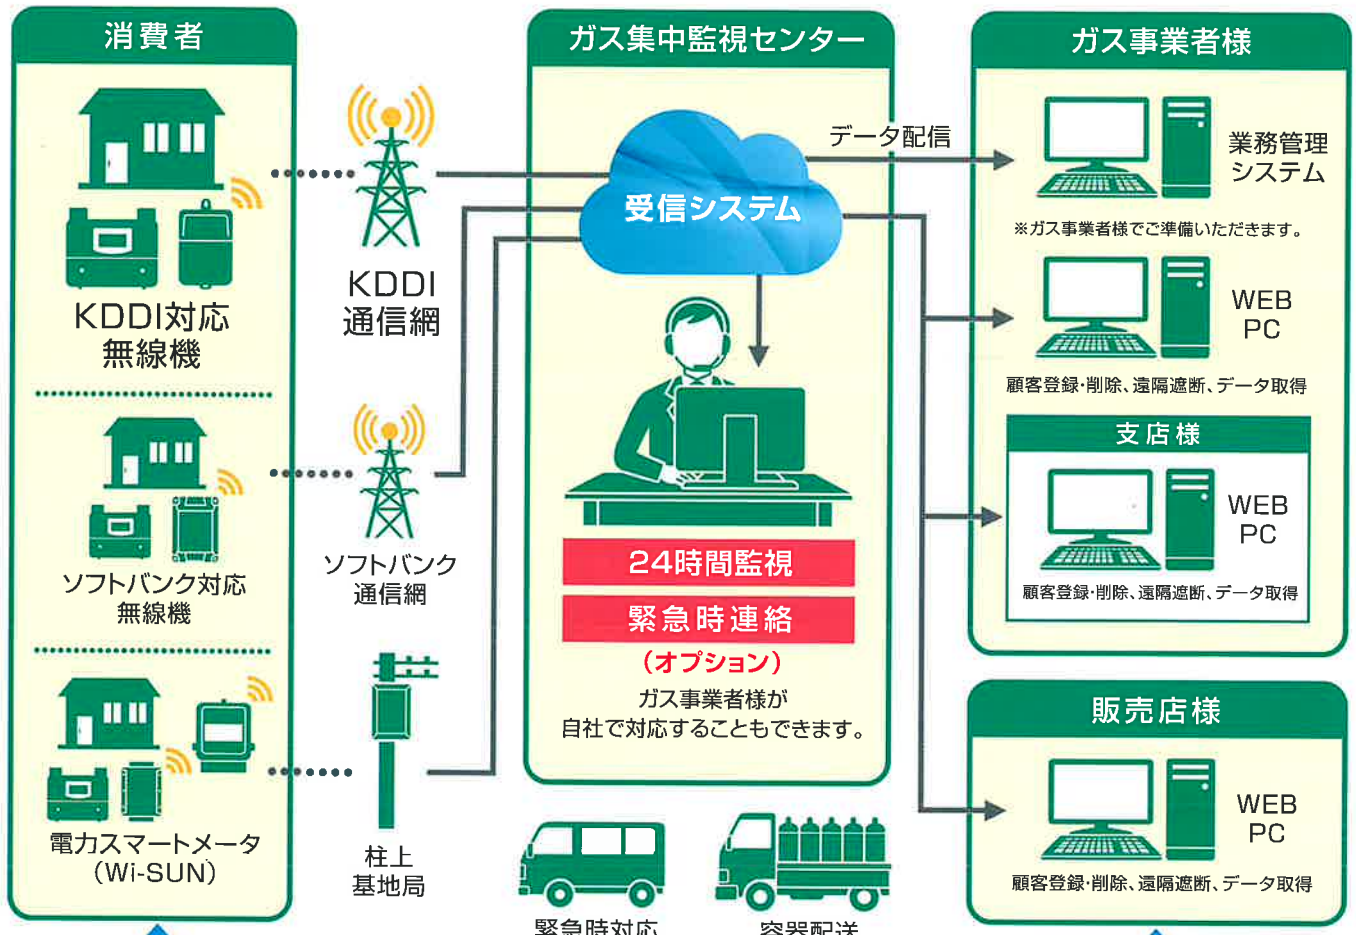 消費者
KDDI対応
無線機
ソフトバンク対応
無線機
電力スマートメータ
(Wi-SUN)
KDDI
通信網
ソフトバンク
通信網
柱上
基地局
ガス集中監視センター
受信システム
データ配信
24時間監視
緊急時連絡
(オプション)
ガス事業者様が
自社で対応することもできます。
緊急時対応
容器配送
ガス事業者様
業務管理
システム
※ガス事業者様でご準備いただきます。
WEB
PC
顧客登録・削除、遠隔遮断、データ取得
支店様
WEB
PC
顧客登録・削除、遠隔遮断、データ取得
販売店様
WEB
PC
顧客登録・削除、遠隔遮断、データ取得